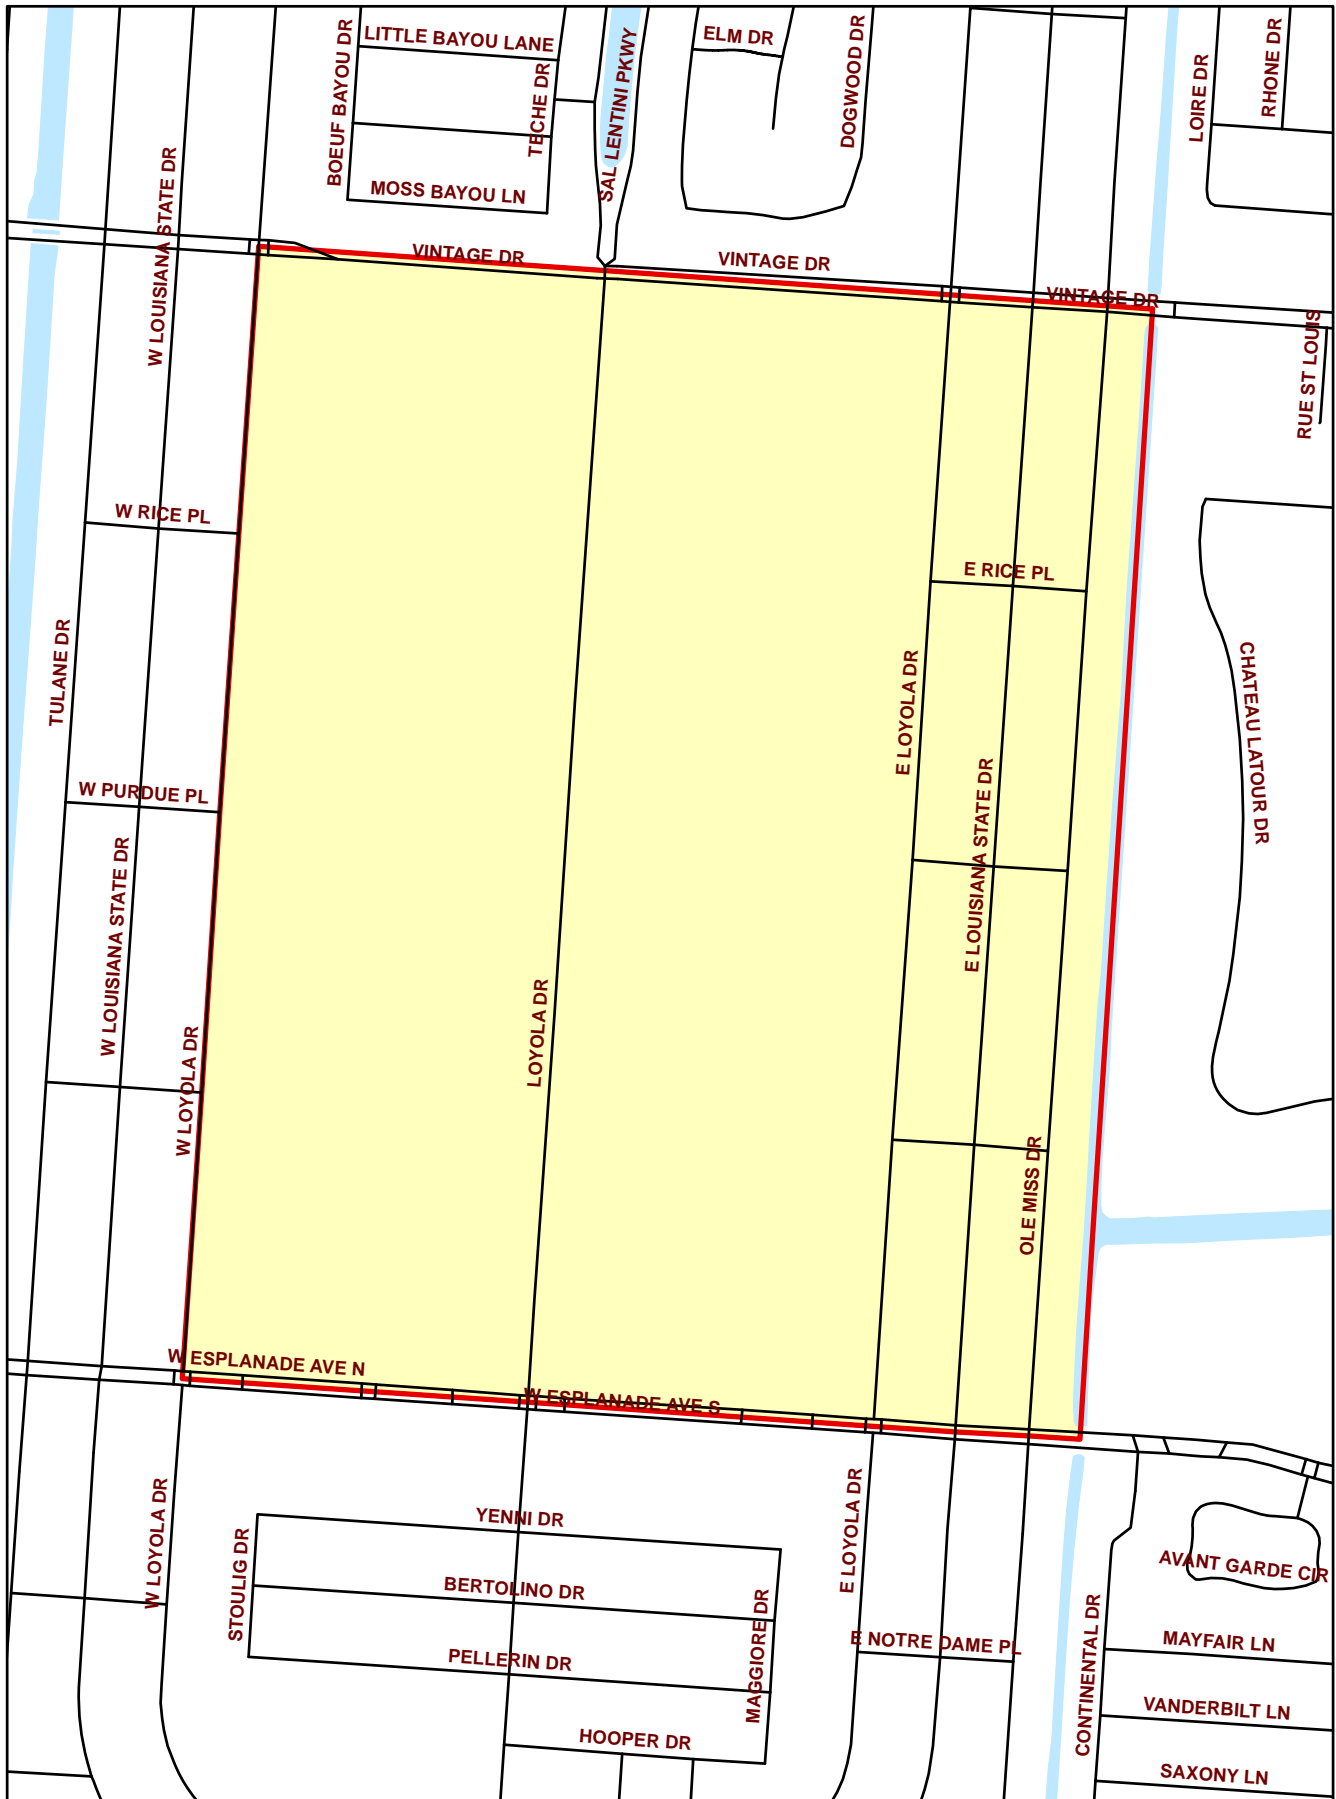 LITTLE BAYOU LANE
ELM DR
BOEUF BAYOU DR
TECHE DR
SAL LENTINI PKWY
DOGWOOD DR
LOIRE DR
RHONE DR
MOSS BAYOU LN
W LOUISIANA STATE DR
VINTAGE DR
VINTAGE DR
VINTAGE DR
RUE ST LOUIS
W RICE PL
E RICE PL
TULANE DR
E LOYOLA DR
CHATEAU LATOUR DR
W PURDUE PL
E LOUISIANA STATE DR
W LOUISIANA STATE DR
LOYOLA DR
W LOYOLA DR
OLE MISS DR
W ESPLANADE AVE N
W ESPLANADE AVE S
W LOYOLA DR
STOULIG DR
YENNI DR
E LOYOLA DR
BERTOLINO DR
MAGGIORE DR
PELLERIN DR
HOOPER DR
E NOTRE DAME PL
CONTINENTAL DR
AVANT GARDE CIR
MAYFAIR LN
VANDERBILT LN
SAXONY LN